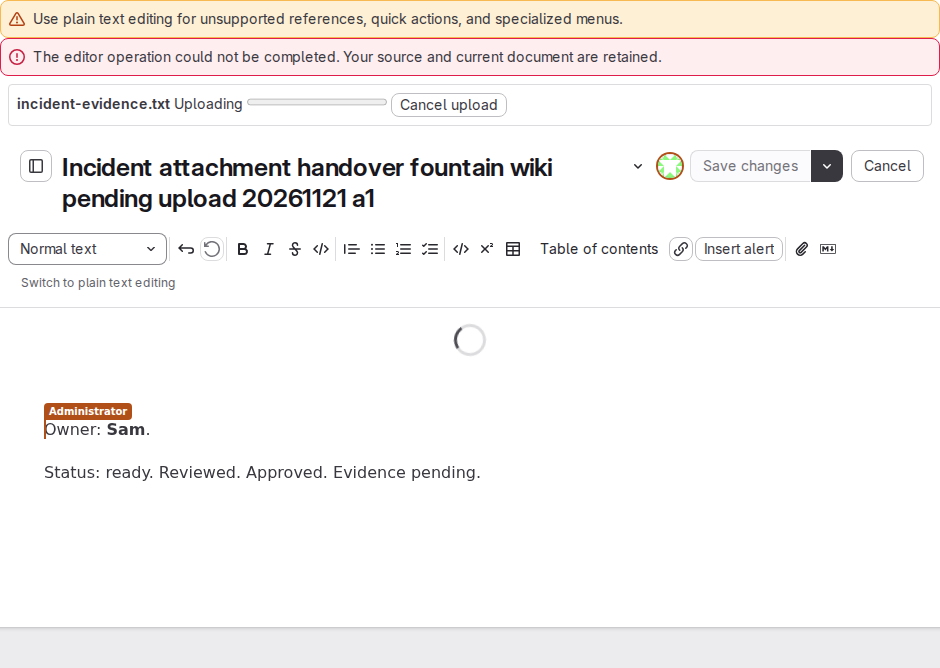 Use plain text editing for unsupported references, quick actions, and specialized menus.
The editor operation could not be completed. Your source and current document are retained.
incident-evidence.txt Uploading Cancel upload
Incident attachment handover fountain wiki
pending upload 20261121 a1
Save changes
Cancel
Normal text
Table of contents
Insert alert
Switch to plain text editing
Administrator
Owner: Sam.
Status: ready. Reviewed. Approved. Evidence pending.